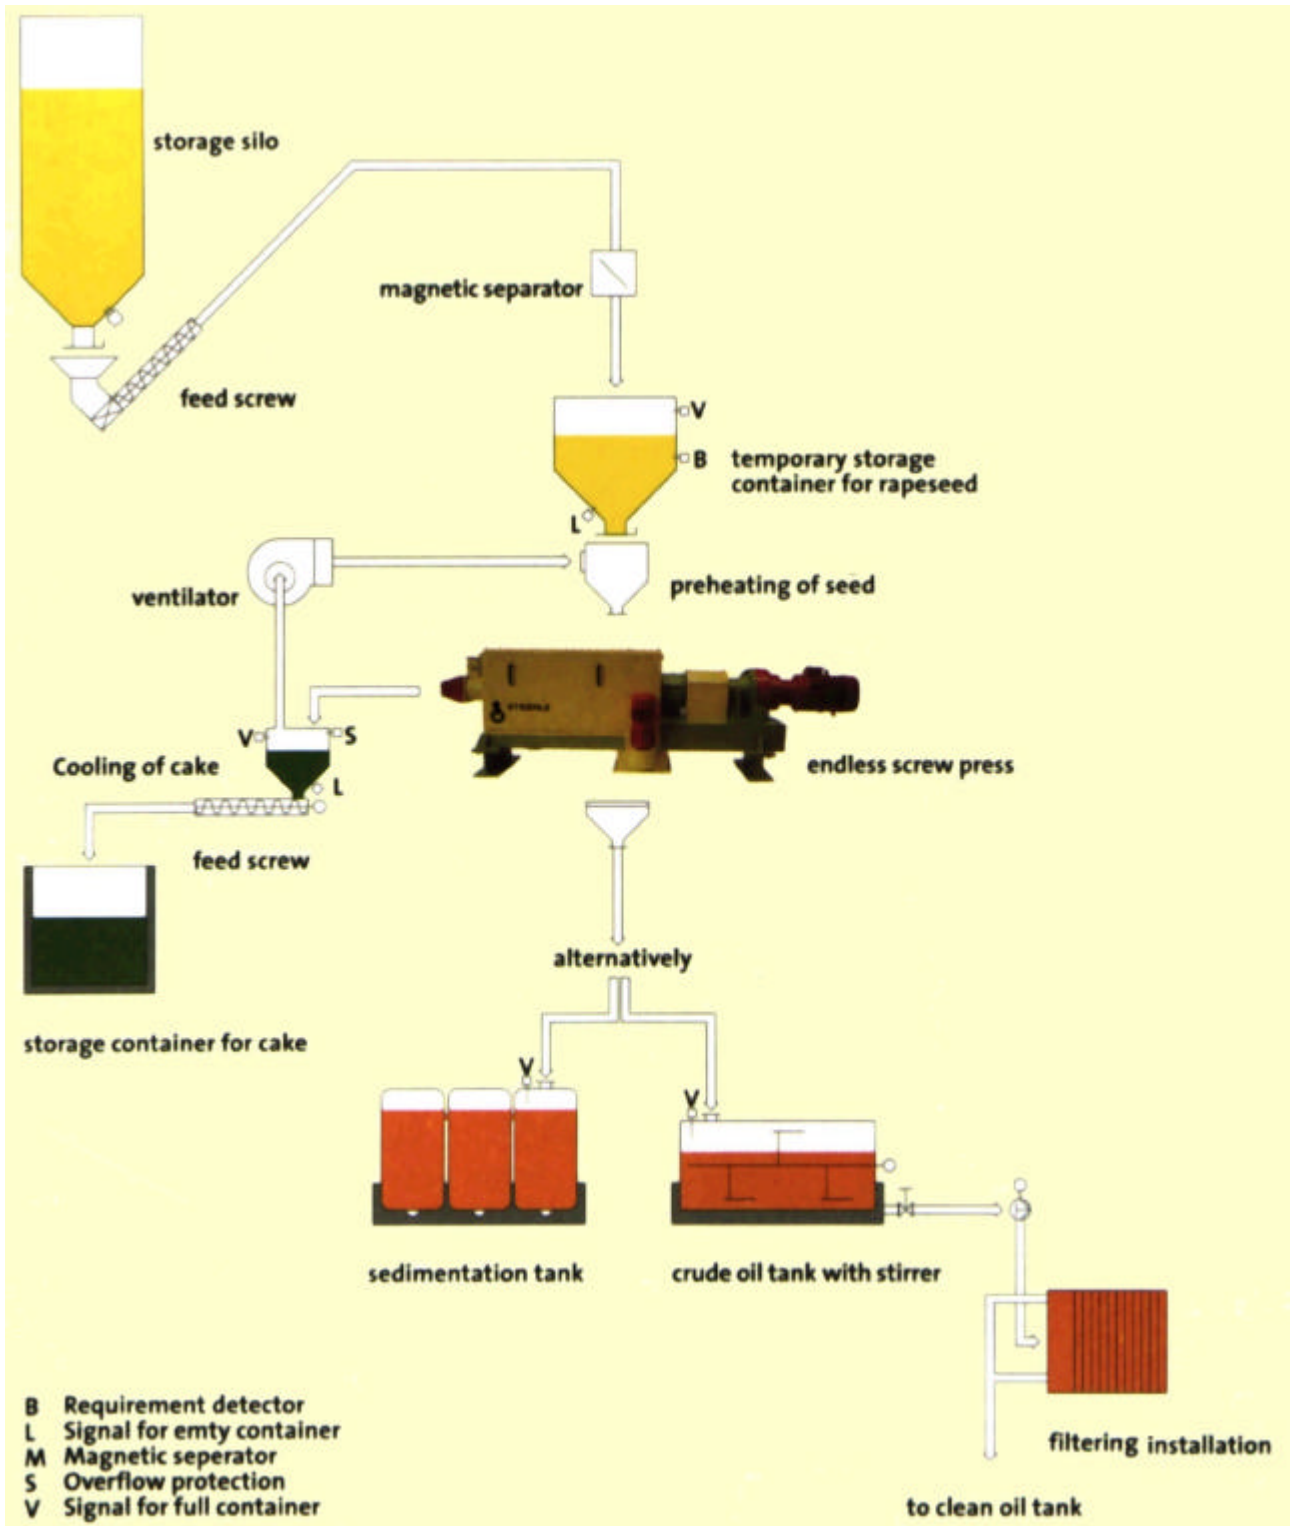 storage silo
magnetic separator
feed screw
V
B temporary storage
container for rapeseed
L
ventilator
preheating of seed
V
S
Cooling of cake
L
endless screw press
feed screw
alternatively
storage container for cake
V
V
sedimentation tank
crude oil tank with stirrer
filtering installation
to clean oil tank
B Requirement detector
L Signal for emty container
M Magnetic seperator
S Overflow protection
V Signal for full container